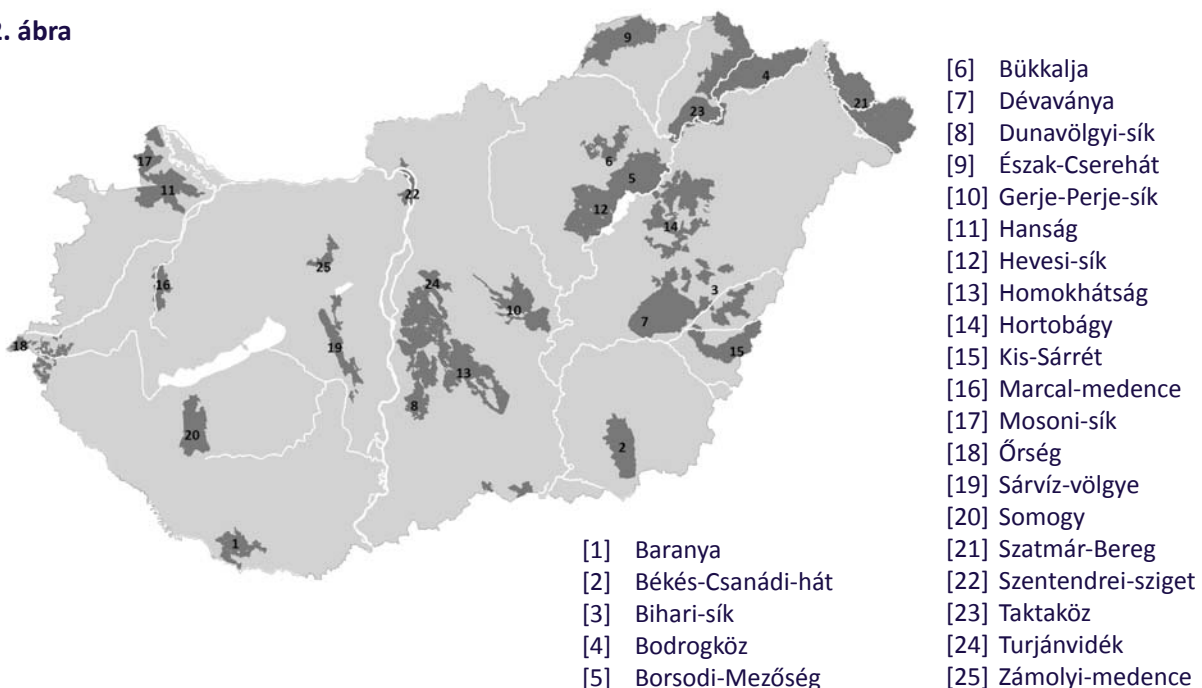 2. ábra
9
4
21
23
17
6
11
5
22
12
14
25
24
16
3
10
7
18
19
15
13
8
20
2
1
[1] Baranya
[2] Békés-Csanádi-hát
[3] Bihari-sík
[4] Bodrogköz
[5] Borsodi-Mezőség
[6] Bükkalja
[7] Dévaványa
[8] Dunavölgyi-sík
[9] Észak-Cserehát
[10] Gerje-Perje-sík
[11] Hanság
[12] Hevesi-sík
[13] Homokhátság
[14] Hortobágy
[15] Kis-Sárrét
[16] Marcal-medence
[17] Mosoni-sík
[18] Őrség
[19] Sárvíz-völgye
[20] Somogy
[21] Szatmár-Bereg
[22] Szentendrei-sziget
[23] Taktaköz
[24] Turjánvidék
[25] Zámolyi-medence